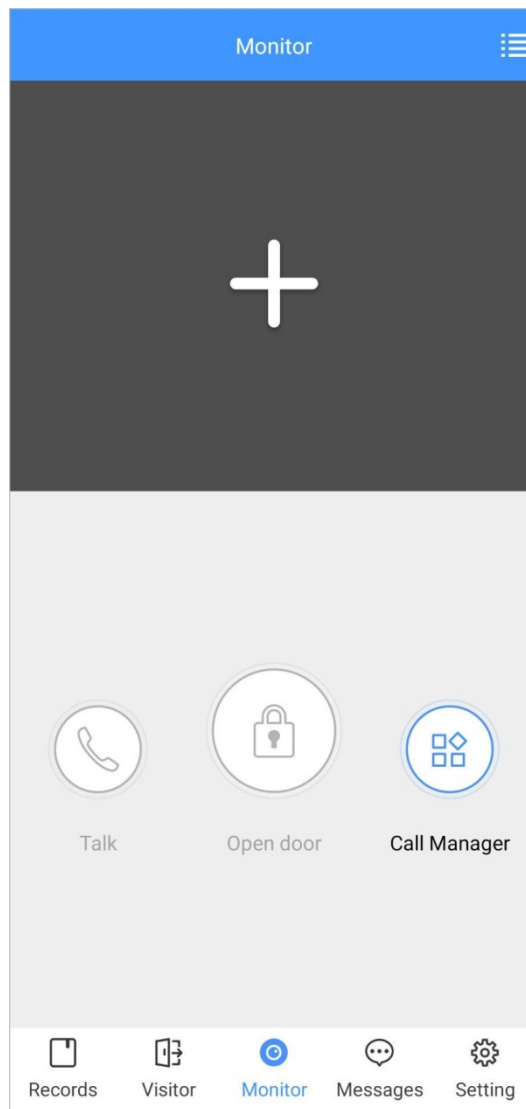 Monitor
Talk
Open door
Call Manager
Records
Visitor
Monitor
Messages
Setting